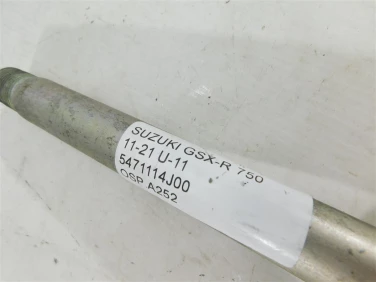 SUZUKI GSX-R 750
11-21 U-11
5471114J00
OSP A252